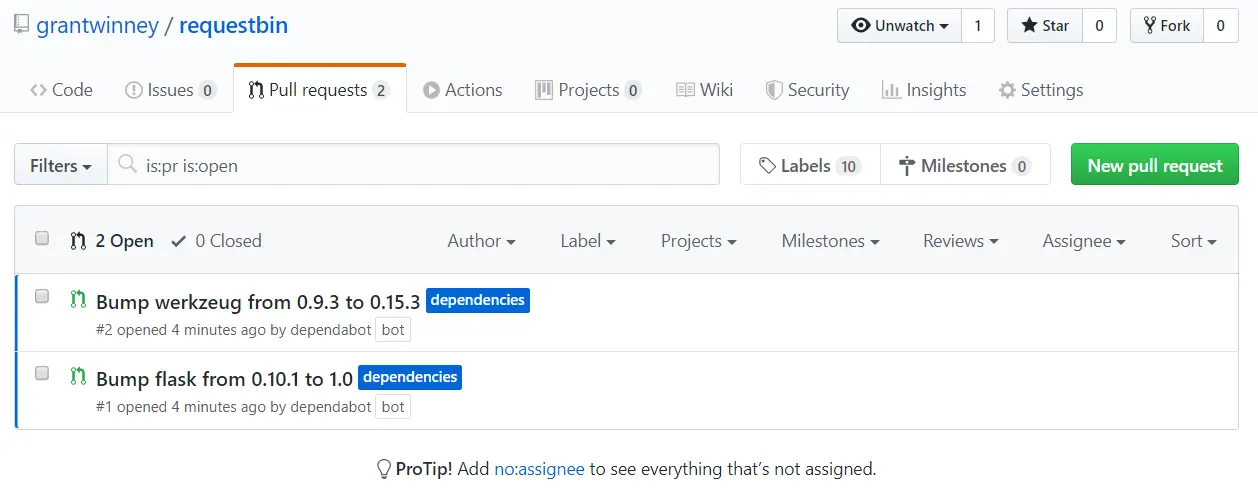 grantwinney / requestbin Unwatch 1 Star 0 Fork 0
Code Issues 0 Pull requests 2 Actions Projects 0 Wiki Security Insights Settings
Filters is:pr is:open Labels 10 Milestones 0 New pull request
2 Open 0 Closed Author Label Projects Milestones Reviews Assignee Sort
Bump werkzeug from 0.9.3 to 0.15.3 dependencies
#2 opened 4 minutes ago by dependabot bot
Bump flask from 0.10.1 to 1.0 dependencies
#1 opened 4 minutes ago by dependabot bot
ProTip! Add no:assignee to see everything that’s not assigned.